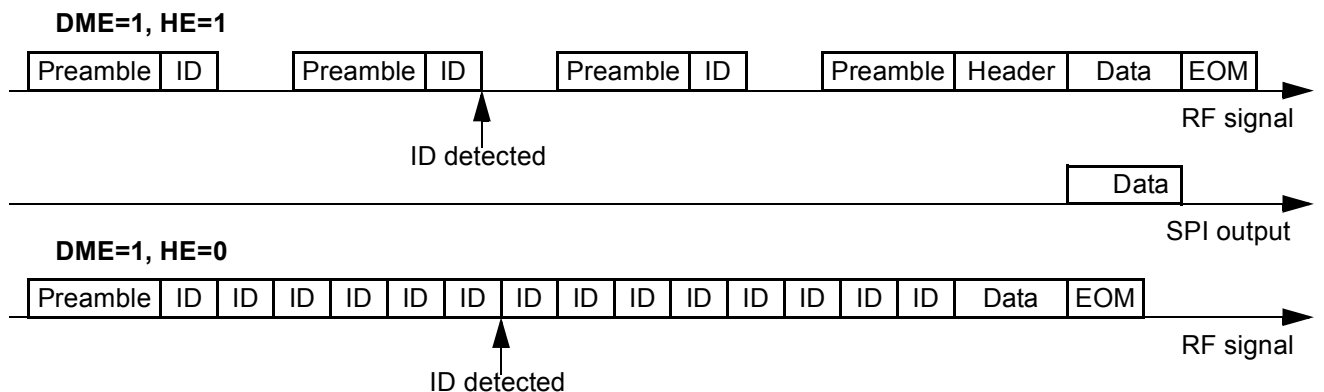 DME=1, HE=1
Preamble ID Preamble ID Preamble ID Preamble Header Data EOM
RF signal
ID detected
Data
SPI output
DME=1, HE=0
Preamble ID ID ID ID ID ID ID ID ID ID ID ID ID ID Data EOM
RF signal
ID detected